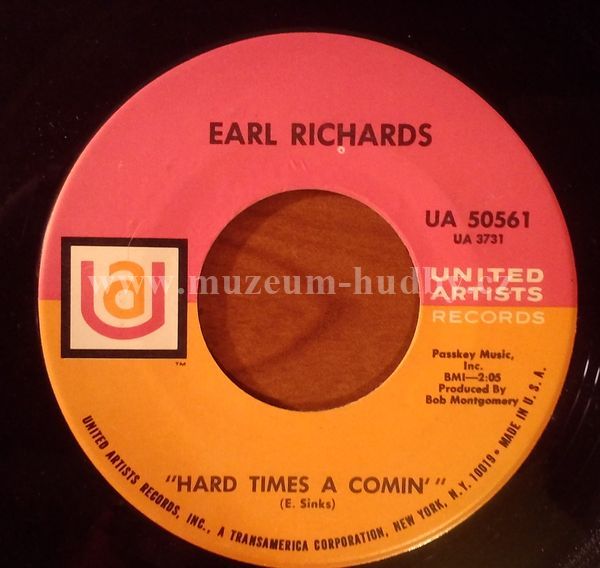 EARL RICHARDS
UA 50561
UA 3731
ua
www.muzeum-hudby.cz
UNITED
ARTISTS
RECORDS
TM
Passkey Music,
Inc.
BMI—2:05
Produced By
Bob Montgomery
"HARD TIMES A COMIN'"
(E. Sinks)
UNITED ARTISTS RECORDS, INC., A TRANSAMERICA CORPORATION, NEW YORK, N.Y. 10019 • MADE IN U.S.A.